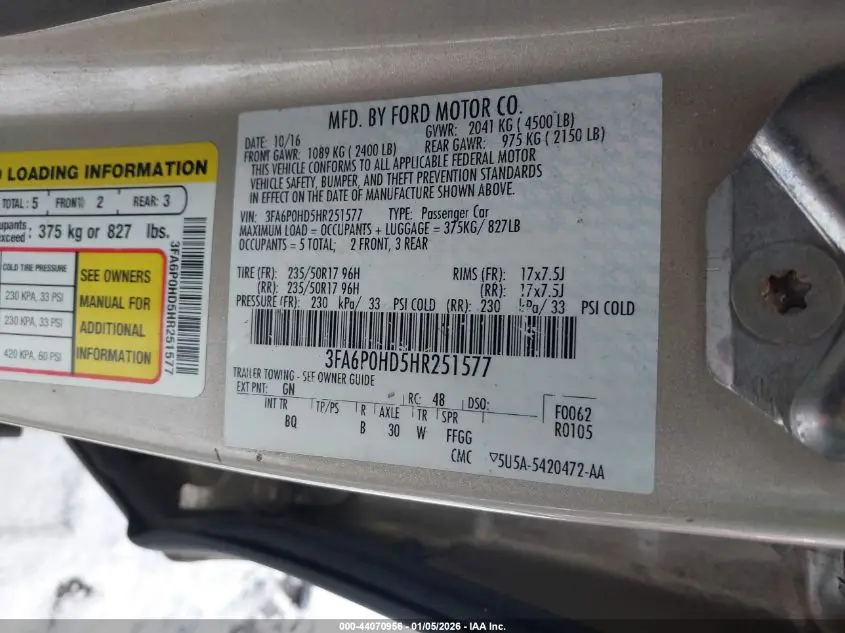 MFD. BY FORD MOTOR CO.
DATE: 10/16 GVWR: 2041 KG ( 4500 LB)
FRONT GAWR: 1089 KG ( 2400 LB) REAR GAWR: 975 KG ( 2150 LB)
THIS VEHICLE CONFORMS TO ALL APPLICABLE FEDERAL MOTOR
VEHICLE SAFETY, BUMPER, AND THEFT PREVENTION STANDARDS
IN EFFECT ON THE DATE OF MANUFACTURE SHOWN ABOVE.
VIN: 3FA6P0HD5HR251577 TYPE: Passenger Car
MAXIMUM LOAD = OCCUPANTS + LUGGAGE = 375KG/ 827LB
OCCUPANTS = 5 TOTAL; 2 FRONT, 3 REAR
TIRE (FR): 235/50R17 96H RIMS (FR): 17x7.5J
(RR): 235/50R17 96H (RR): 17x7.5J
PRESSURE (FR): 230 kPa/ 33 PSI COLD (RR): 230 kPa/ 33 PSI COLD
3FA6P0HD5HR251577
TRAILER TOWING - SEE OWNER GUIDE
EXT PNT: GN RC: 48 DSO:
INT TR TP/PS R AXLE TR SPR F0062
BQ B 30 W FFGG R0105
CMC ▽5U5A-5420472-AA
LOADING INFORMATION
TOTAL : 5 FRONT 2 REAR: 3
375 kg or 827 lbs.
COLD TIRE PRESSURE
230 KPA, 33 PSI
230 KPA, 33 PSI
420 KPA, 60 PSI
SEE OWNERS
MANUAL FOR
ADDITIONAL
INFORMATION
3FA6P0HD5HR251577
000-44070956 - 01/05/2026 - IAA Inc.